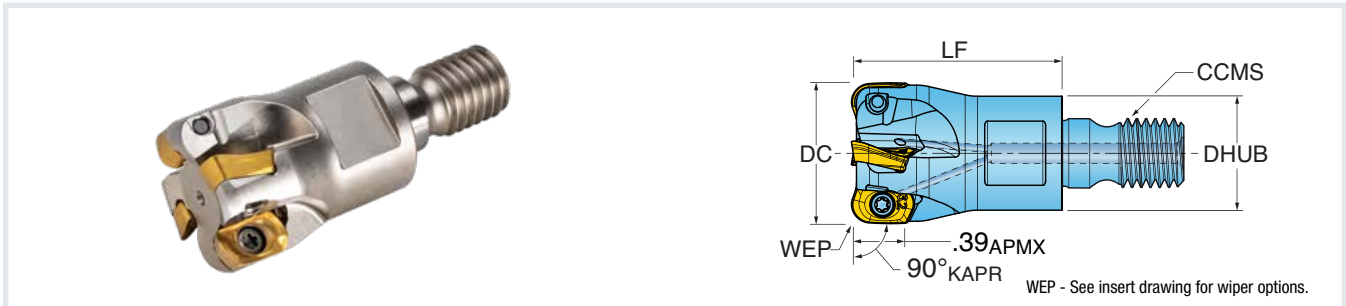 LF
CCMS
DC
DHUB
WEP
.39APMX
90°KAPR
WEP - See insert drawing for wiper options.